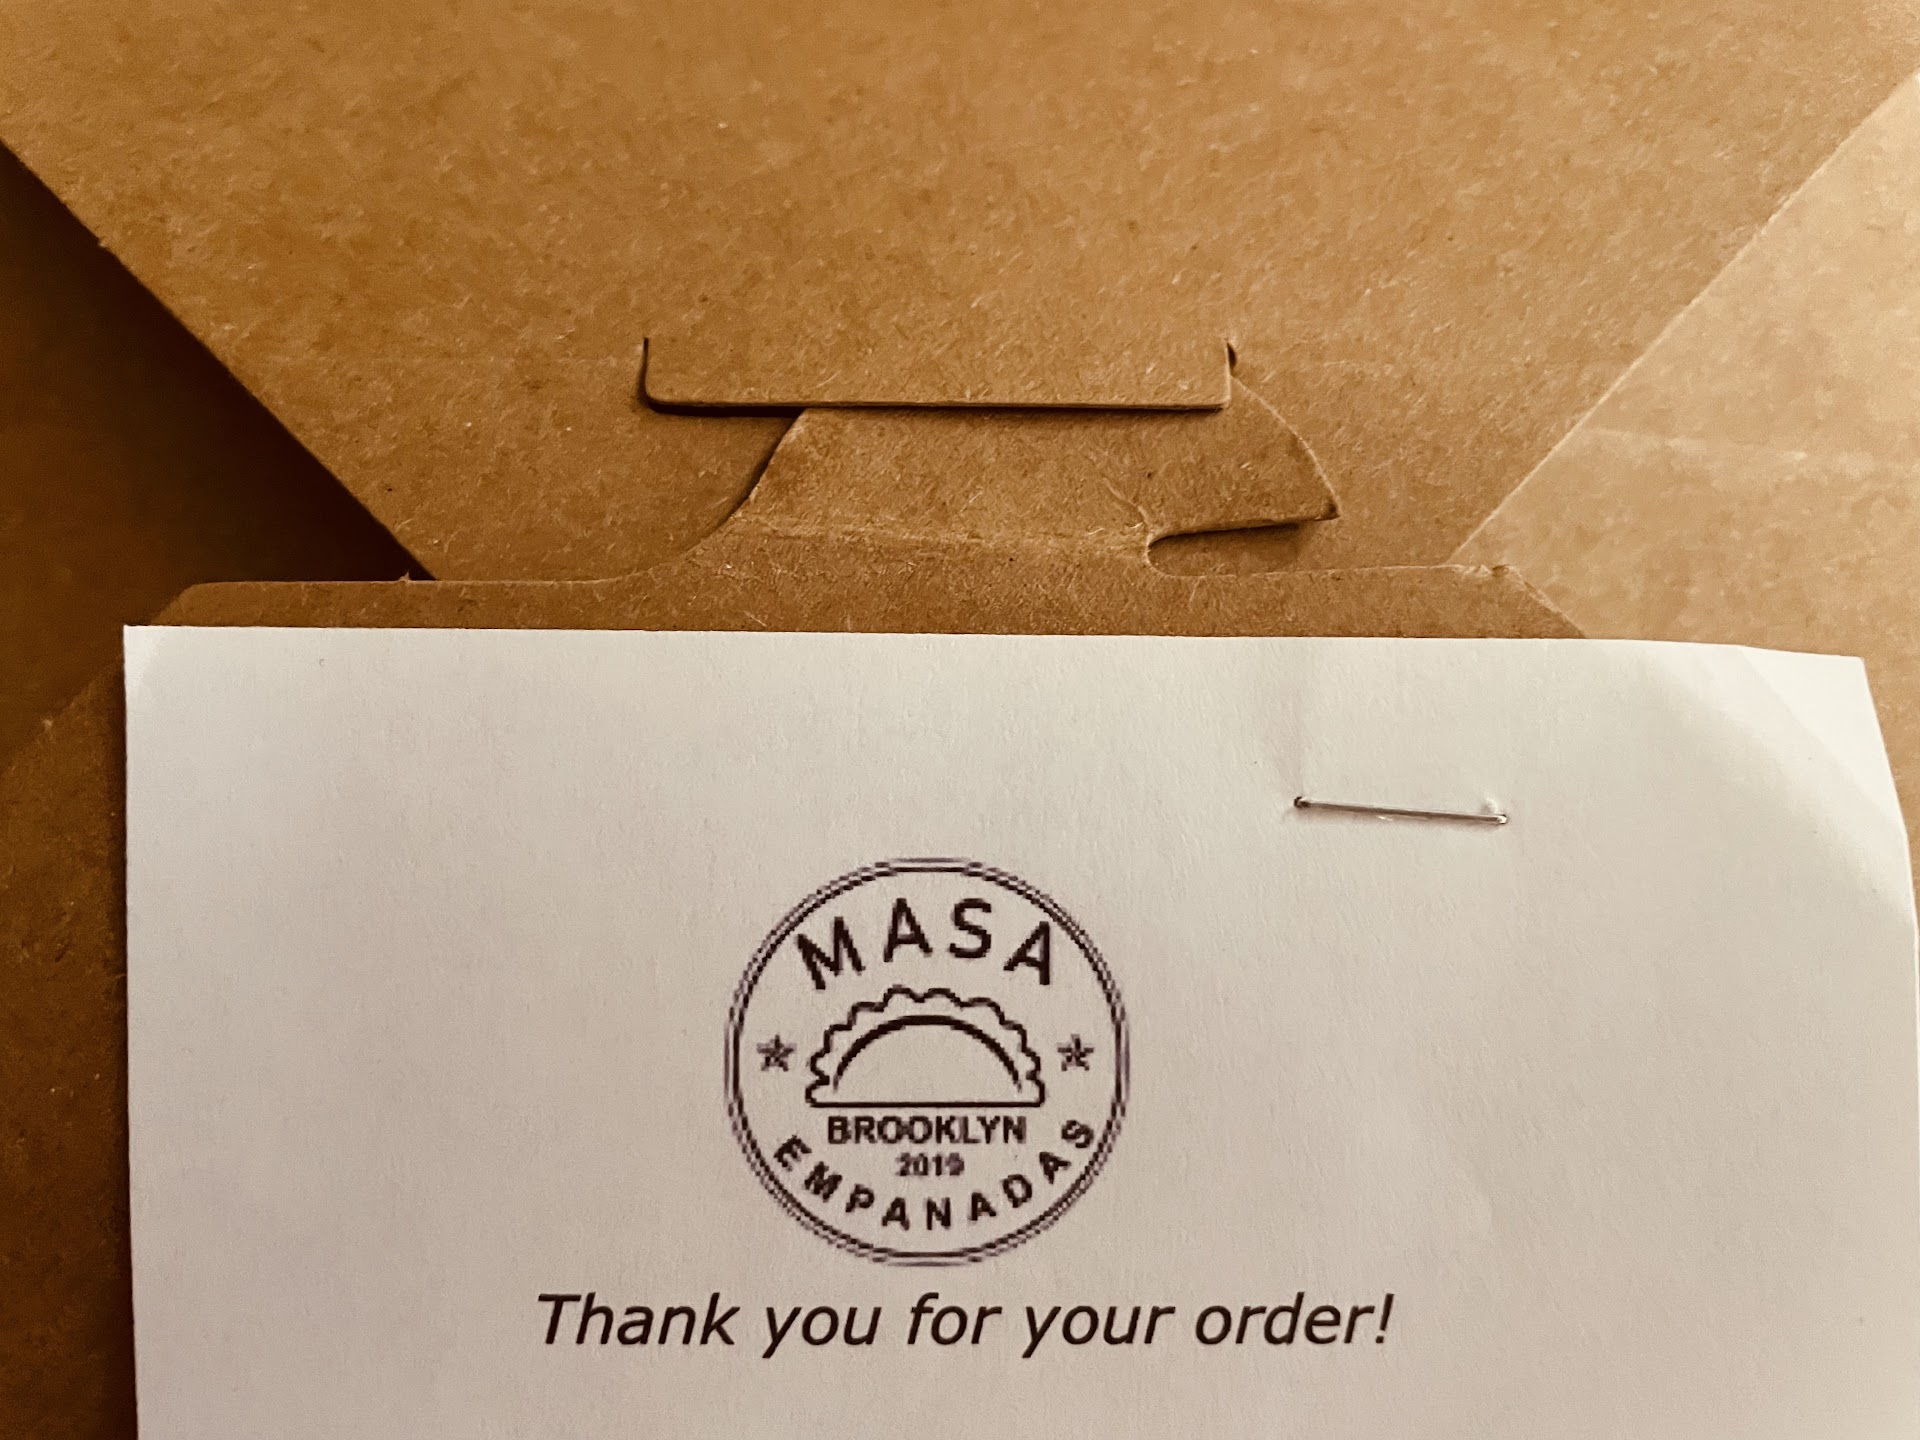 MASA
BROOKLYN
2019
EMPANADAS
Thank you for your order!